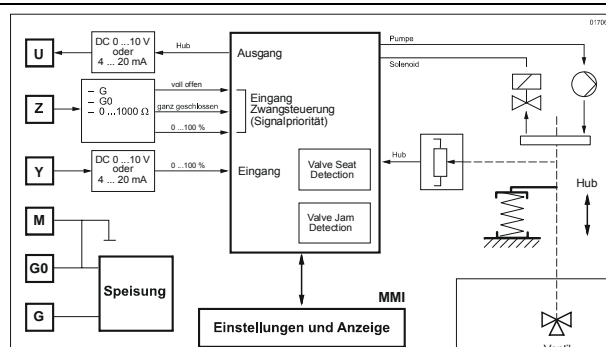 01706
U
DC 0 ...10 V
oder
4 ... 20 mA
Hub
Ausgang
Pumpe
Solenoid
Z
– G
– G0
– 0 ...1000 Ω
voll offen
ganz geschlossen
0 ...100 %
Eingang
Zwangsteuerung
(Signalpriorität)
Y
DC 0 ...10 V
oder
4 ... 20 mA
0 ...100 %
Eingang
Valve Seat
Detection
Valve Jam
Detection
Hub
Hub
M
G0
G
Speisung
MMI
Einstellungen und Anzeige
Ventil